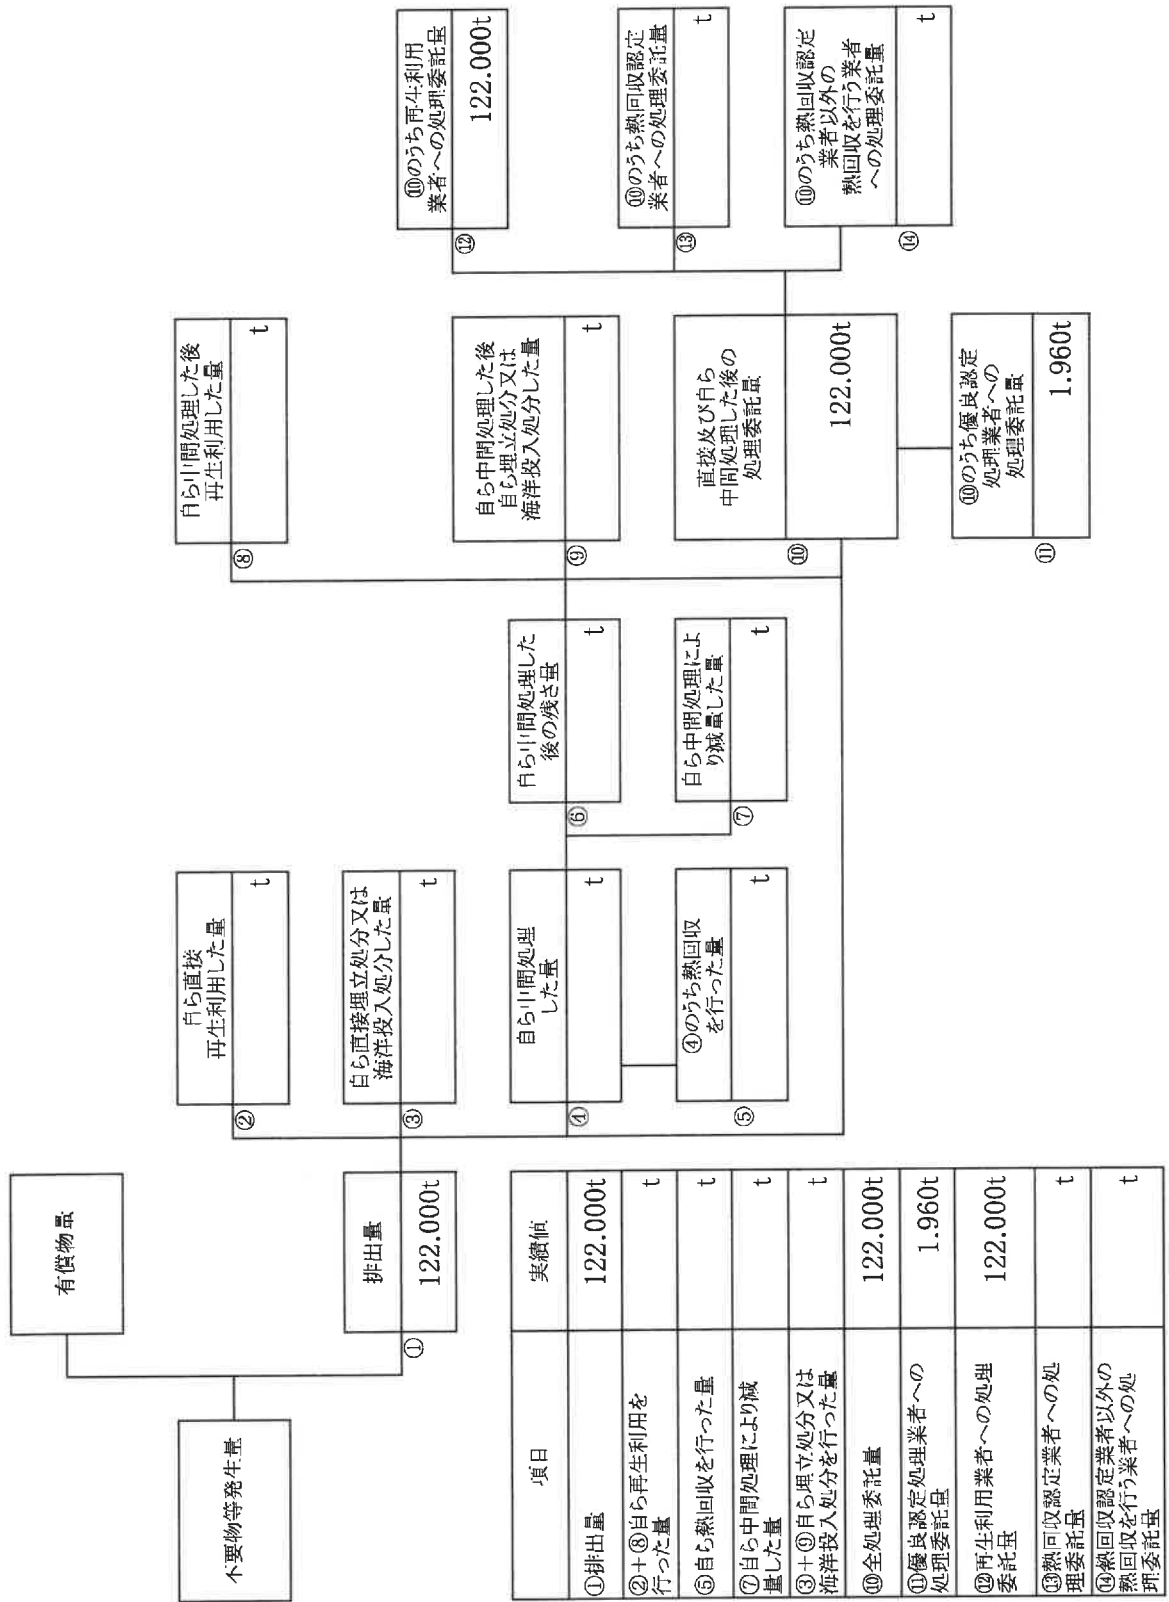 不要物等発生量
有償物量
①
排出量
122.000t
②
自ら直接
再生利用した量
t
③
自ら直接埋立処分又は
海洋投入処分した量
t
④
自ら中間処理
した量
t
⑤
④のうち熱回収
を行った量
t
⑥
自ら中間処理した
後の残さ量
t
⑦
自ら中間処理によ
り減量した量
t
⑧
自ら中間処理した後
再生利用した量
t
⑨
自ら中間処理した後
自ら埋立処分又は
海洋投入処分した量
t
⑩
直接及び自ら
中間処理した後の
処理委託量
122.000t
⑪
⑩のうち優良認定
処理業者への
処理委託量
1.960t
⑫
⑩のうち再生利用
業者への処理委託量
122.000t
⑬
⑩のうち熱回収認定
業者への処理委託量
t
⑭
⑩のうち熱回収認定
業者以外の
熱回収を行う業者
への処理委託量
t
項目
実績値
①排出量
122.000t
②+⑧自ら再生利用を
行った量
t
⑤自ら熱回収を行った量
t
⑦自ら中間処理により減
量した量
t
③+⑨自ら埋立処分又は
海洋投入処分を行った量
t
⑩全処理委託量
122.000t
⑪優良認定処理業者への
処理委託量
1.960t
⑫再生利用業者への処理
委託量
122.000t
⑬熱回収認定業者への処
理委託量
t
⑭熱回収認定業者以外の
熱回収を行う業者への処
理委託量
t